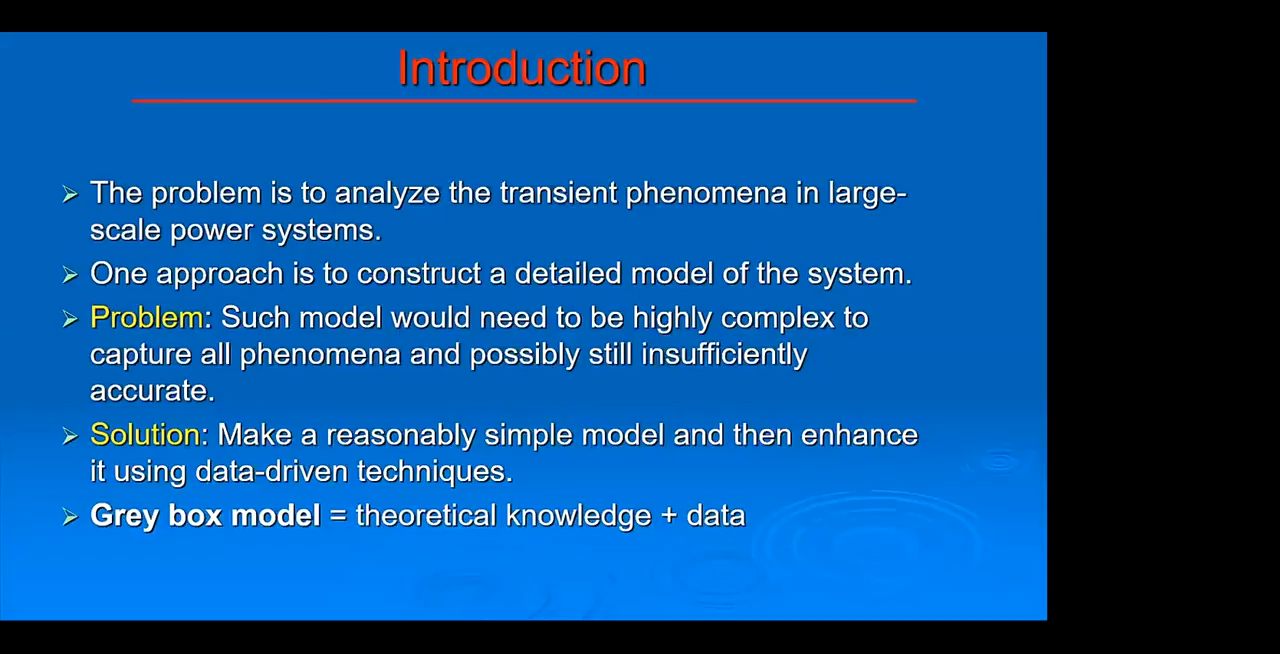 Introduction
The problem is to analyze the transient phenomena in large-
scale power systems.
One approach is to construct a detailed model of the system.
Problem: Such model would need to be highly complex to
capture all phenomena and possibly still insufficiently
accurate.
Solution: Make a reasonably simple model and then enhance
it using data-driven techniques.
Grey box model = theoretical knowledge + data